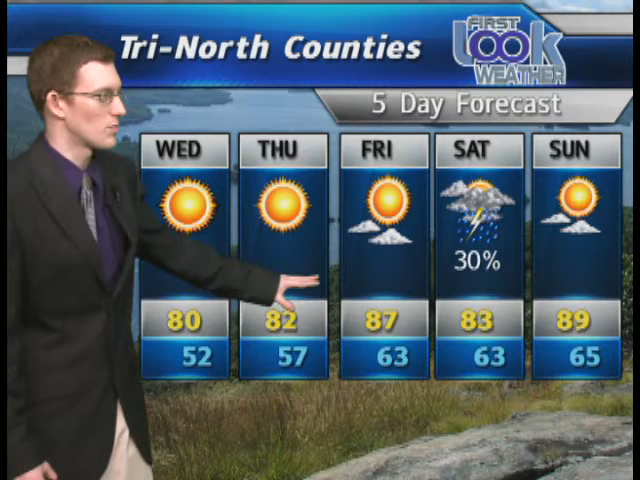 Tri-North Counties
FIRST
LOOK
WEATHER
5 Day Forecast
WED THU FRI SAT SUN
30%
80 82 87 83 89
52 57 63 63 65